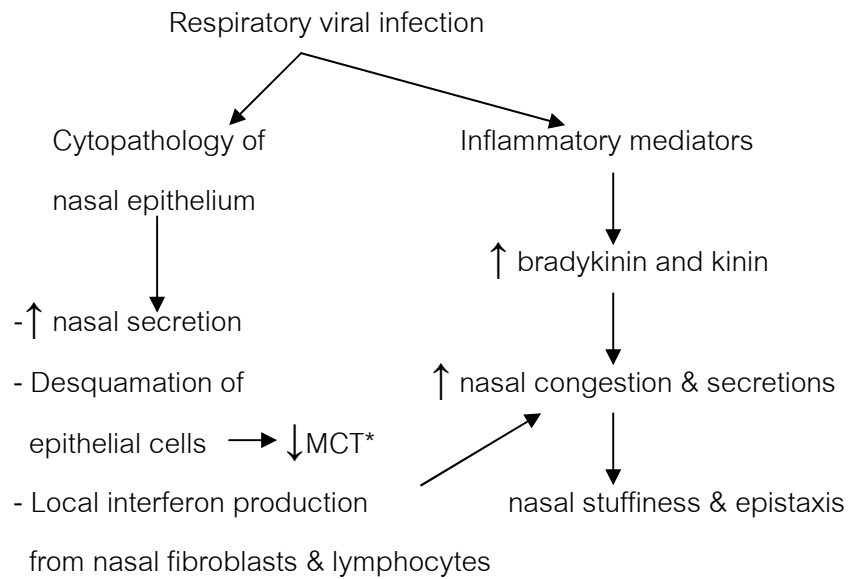 Respiratory viral infection
Cytopathology of
nasal epithelium
-↑ nasal secretion
- Desquamation of
epithelial cells → ↓MCT*
- Local interferon production
from nasal fibroblasts & lymphocytes
Inflammatory mediators
↑ bradykinin and kinin
↑ nasal congestion & secretions
nasal stuffiness & epistaxis